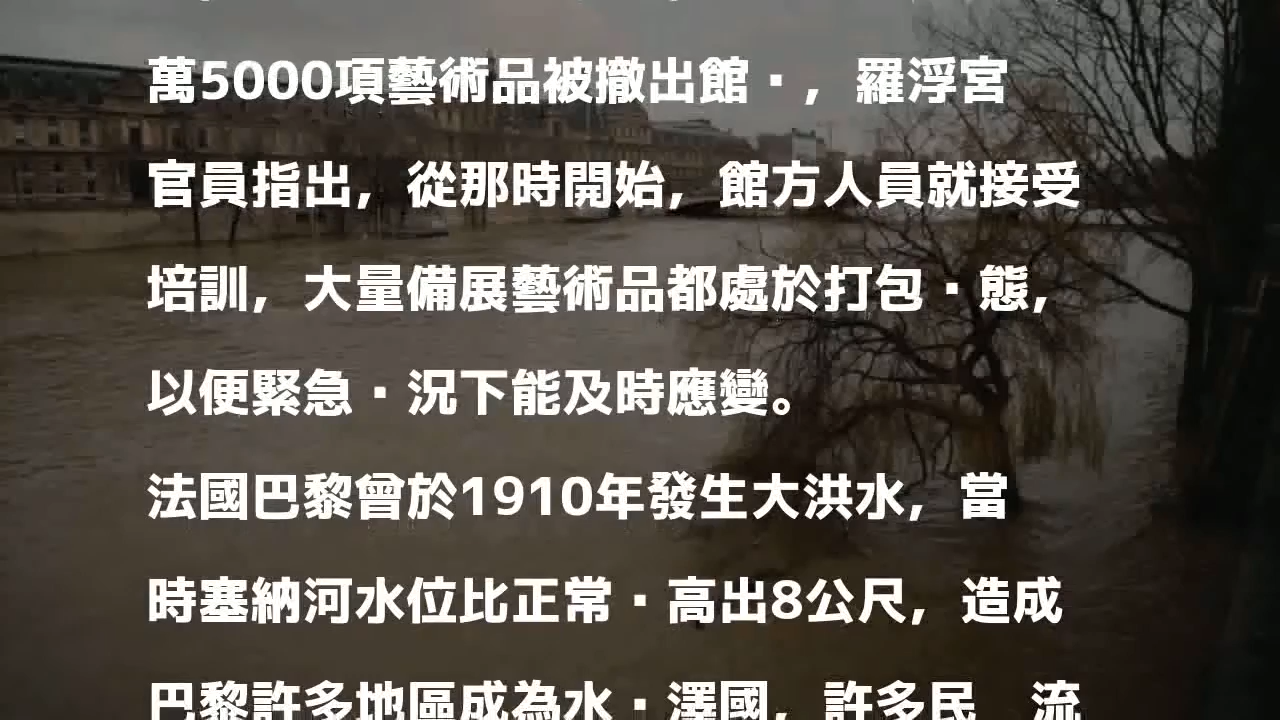 萬5000項藝術品被撤出館▪，羅浮宮
官員指出，從那時開始，館方人員就接受
培訓，大量備展藝術品都處於打包▪態，
以便緊急▪況下能及時應變。
法國巴黎曾於1910年發生大洪水，當
時塞納河水位比正常▪高出8公尺，造成
巴黎許多地區成為水▪澤國，許多民　流